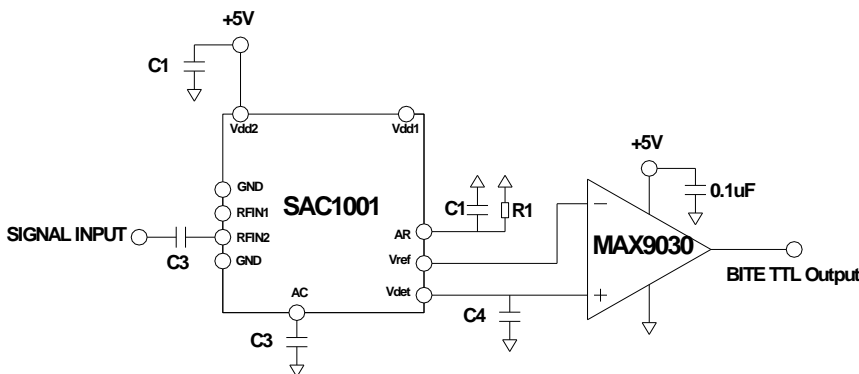 +5V
C1
Vdd2
Vdd1
+5V
GND
0.1uF
SAC1001
C1
R1
RFIN1
SIGNAL INPUT
RFIN2
AR
MAX9030
C3
GND
Vref
BITE TTL Output
AC
Vdet
C4
C3
−
+